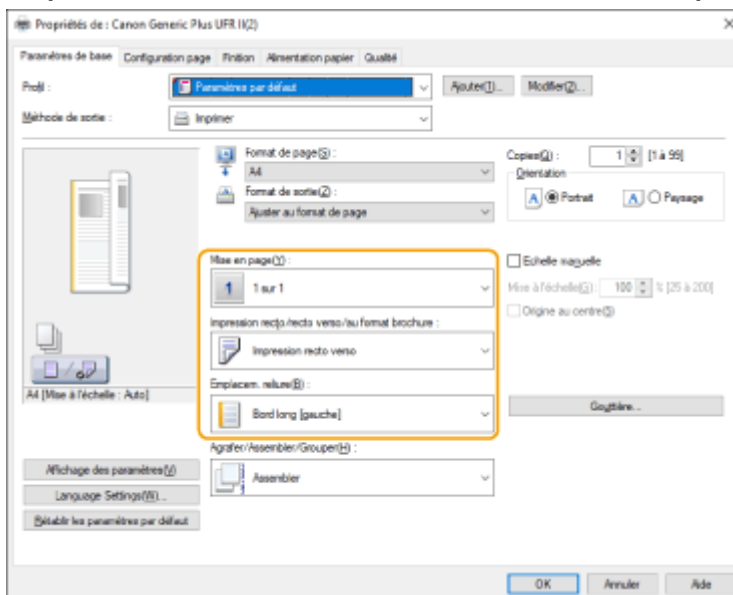 Propriétés de : Canon Generic Plus UFR II(2)
Paramètres de base Configuration page Finition Alimentation papier Qualité
Profil : Paramètres par défaut Ajouter(1)... Modifier(2)...
Méthode de sortie : Imprimer
Format de page(S) :
A4
Copies(Q) : 1 [1 à 99]
Orientation
Format de sortie(Z) :
A Portrait A Paysage
Ajuster au format de page
Mise en page(Y) :
Echelle manuelle
1 1 sur 1
Mise à l'échelle(G) : 100 % [25 à 200]
Origine au centre(5)
Impression recto/recto verso/au format brochure :
Impression recto verso
Emplacem. reliure(B) :
A4 [Mise à l'échelle : Auto]
Bord long [gauche]
Gouttière...
Agrafer/Assembler/Grouper(H) :
Affichage des paramètres(V)
Assembler
Language Settings(W)...
Rétablir les paramètres par défaut
OK Annuler Aide